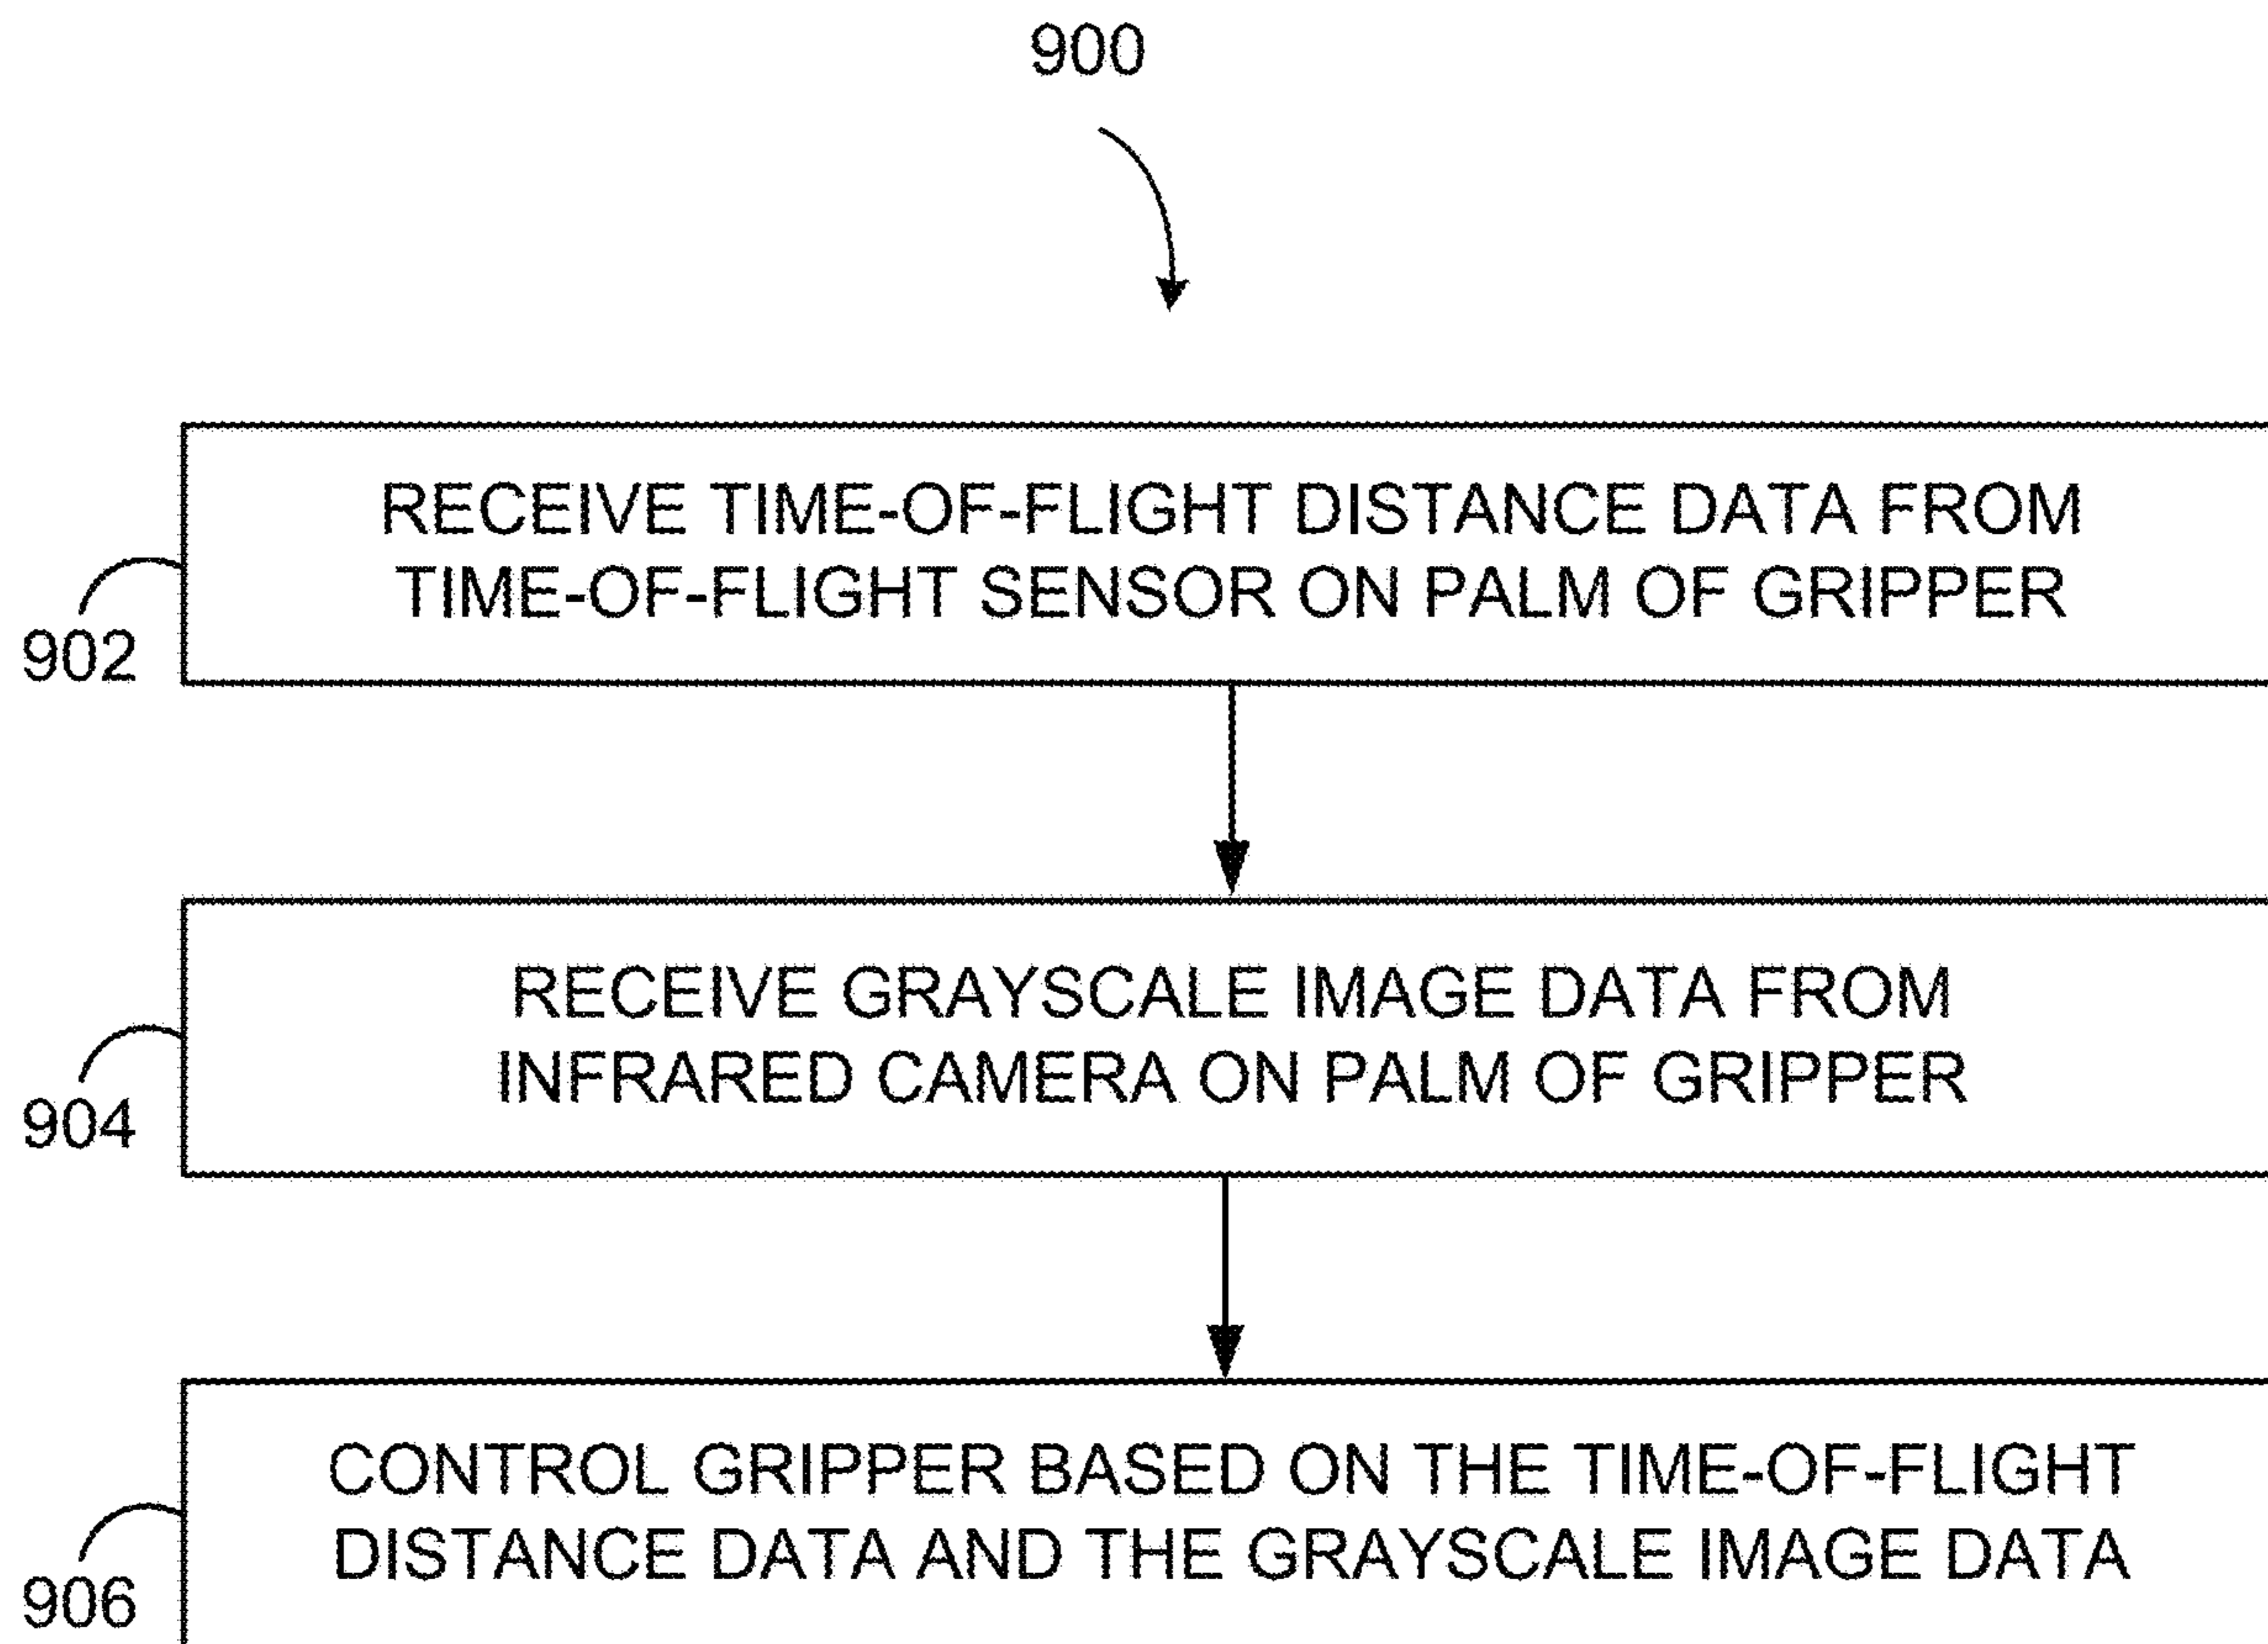 900
RECEIVE TIME-OF-FLIGHT DISTANCE DATA FROM
TIME-OF-FLIGHT SENSOR ON PALM OF GRIPPER
902
RECEIVE GRAYSCALE IMAGE DATA FROM
INFRARED CAMERA ON PALM OF GRIPPER
904
CONTROL GRIPPER BASED ON THE TIME-OF-FLIGHT
DISTANCE DATA AND THE GRAYSCALE IMAGE DATA
906